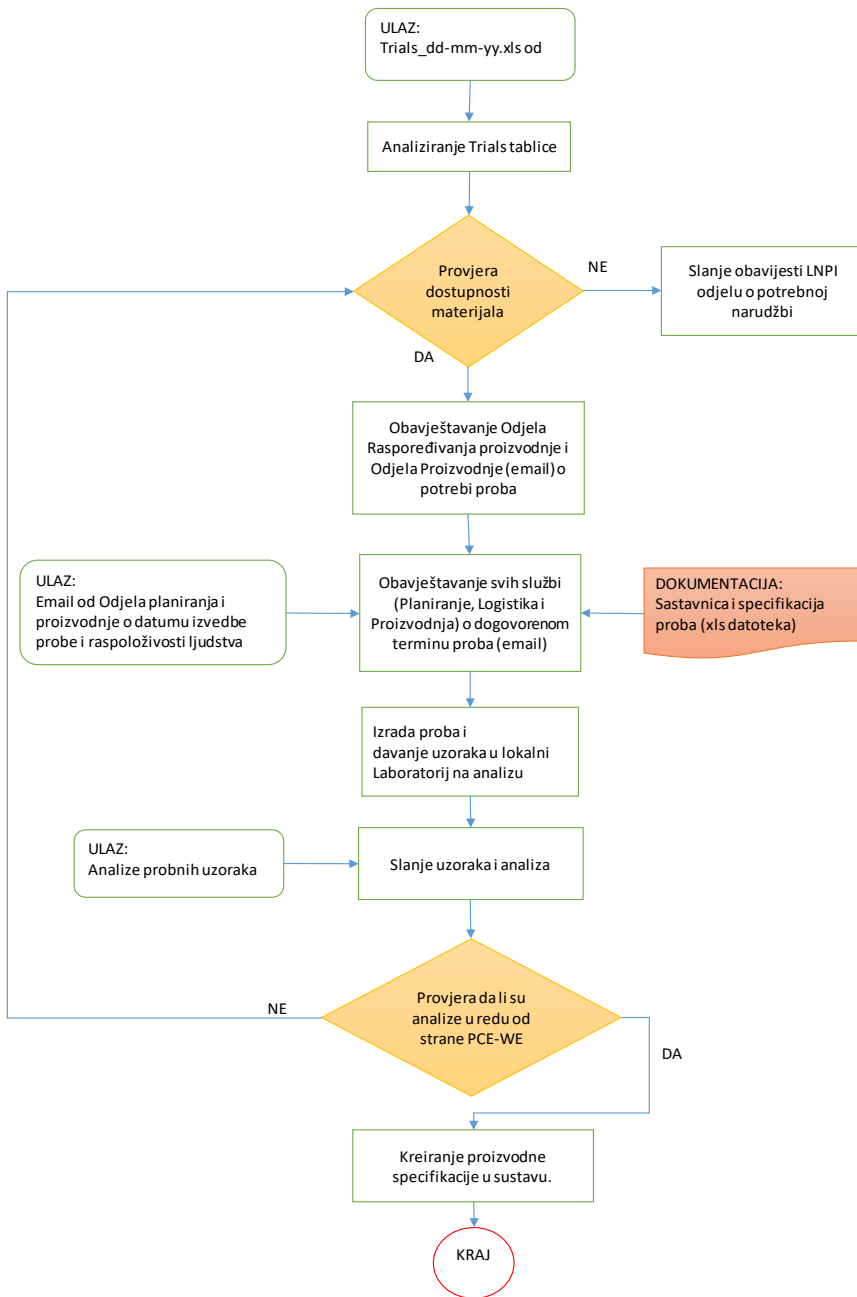 ULAZ:
Trials_dd-mm-yy.xls od
Analiziranje Trials tablice
Provjera
dostupnosti
materijala
NE
Slanje obavijesti LNPI
odjelu o potrebnoj
narudžbi
DA
Obavještavanje Odjela
Raspoređivanja proizvodnje i
Odjela Proizvodnje (email) o
potrebi proba
ULAZ:
Email od Odjela planiranja i
proizvodnje o datumu izvedbe
probe i raspoloživosti ljudstva
Obavještavanje svih službi
(Planiranje, Logistika i
Proizvodnja) o dogovorenom
terminu proba (email)
DOKUMENTACIJA:
Sastavnica i specifikacija
proba (xls datoteka)
Izrada proba i
davanje uzoraka u lokalni
Laboratorij na analizu
ULAZ:
Analize probnih uzoraka
Slanje uzoraka i analiza
NE
Provjera da li su
analize u redu od
strane PCE-WE
DA
Kreiranje proizvodne
specifikacije u sustavu.
KRAJ